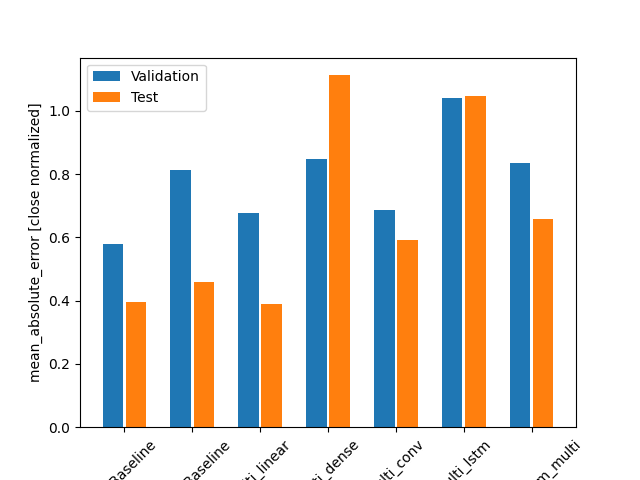 Validation
Test
mean_absolute_error [close normalized]
1.0
0.8
0.6
0.4
0.2
0.0
Baseline
Baseline
ti_linear
ti_dense
ulti_conv
ulti_lstm
m_multi